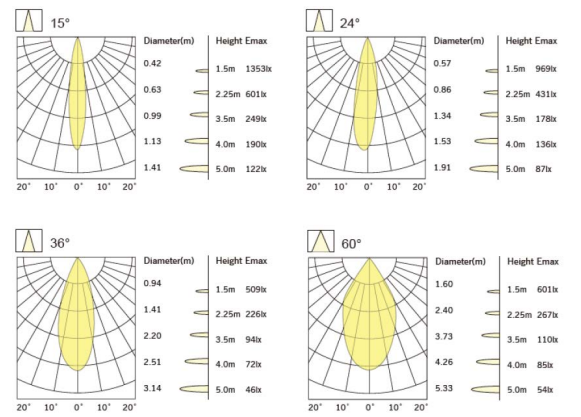 15°
Diameter(m) Height Emax
0.42 1.5m 1353lx
0.63 2.25m 601lx
0.99 3.5m 249lx
1.13 4.0m 190lx
1.41 5.0m 122lx
20° 10° 0° 10° 20°
24°
Diameter(m) Height Emax
0.57 1.5m 969lx
0.86 2.25m 431lx
1.34 3.5m 178lx
1.53 4.0m 136lx
1.91 5.0m 87lx
20° 10° 0° 10° 20°
36°
Diameter(m) Height Emax
0.94 1.5m 509lx
1.41 2.25m 226lx
2.20 3.5m 94lx
2.51 4.0m 72lx
3.14 5.0m 46lx
20° 10° 0° 10° 20°
60°
Diameter(m) Height Emax
1.60 1.5m 601lx
2.40 2.25m 267lx
3.73 3.5m 110lx
4.26 4.0m 85lx
5.33 5.0m 54lx
20° 10° 0° 10° 20°